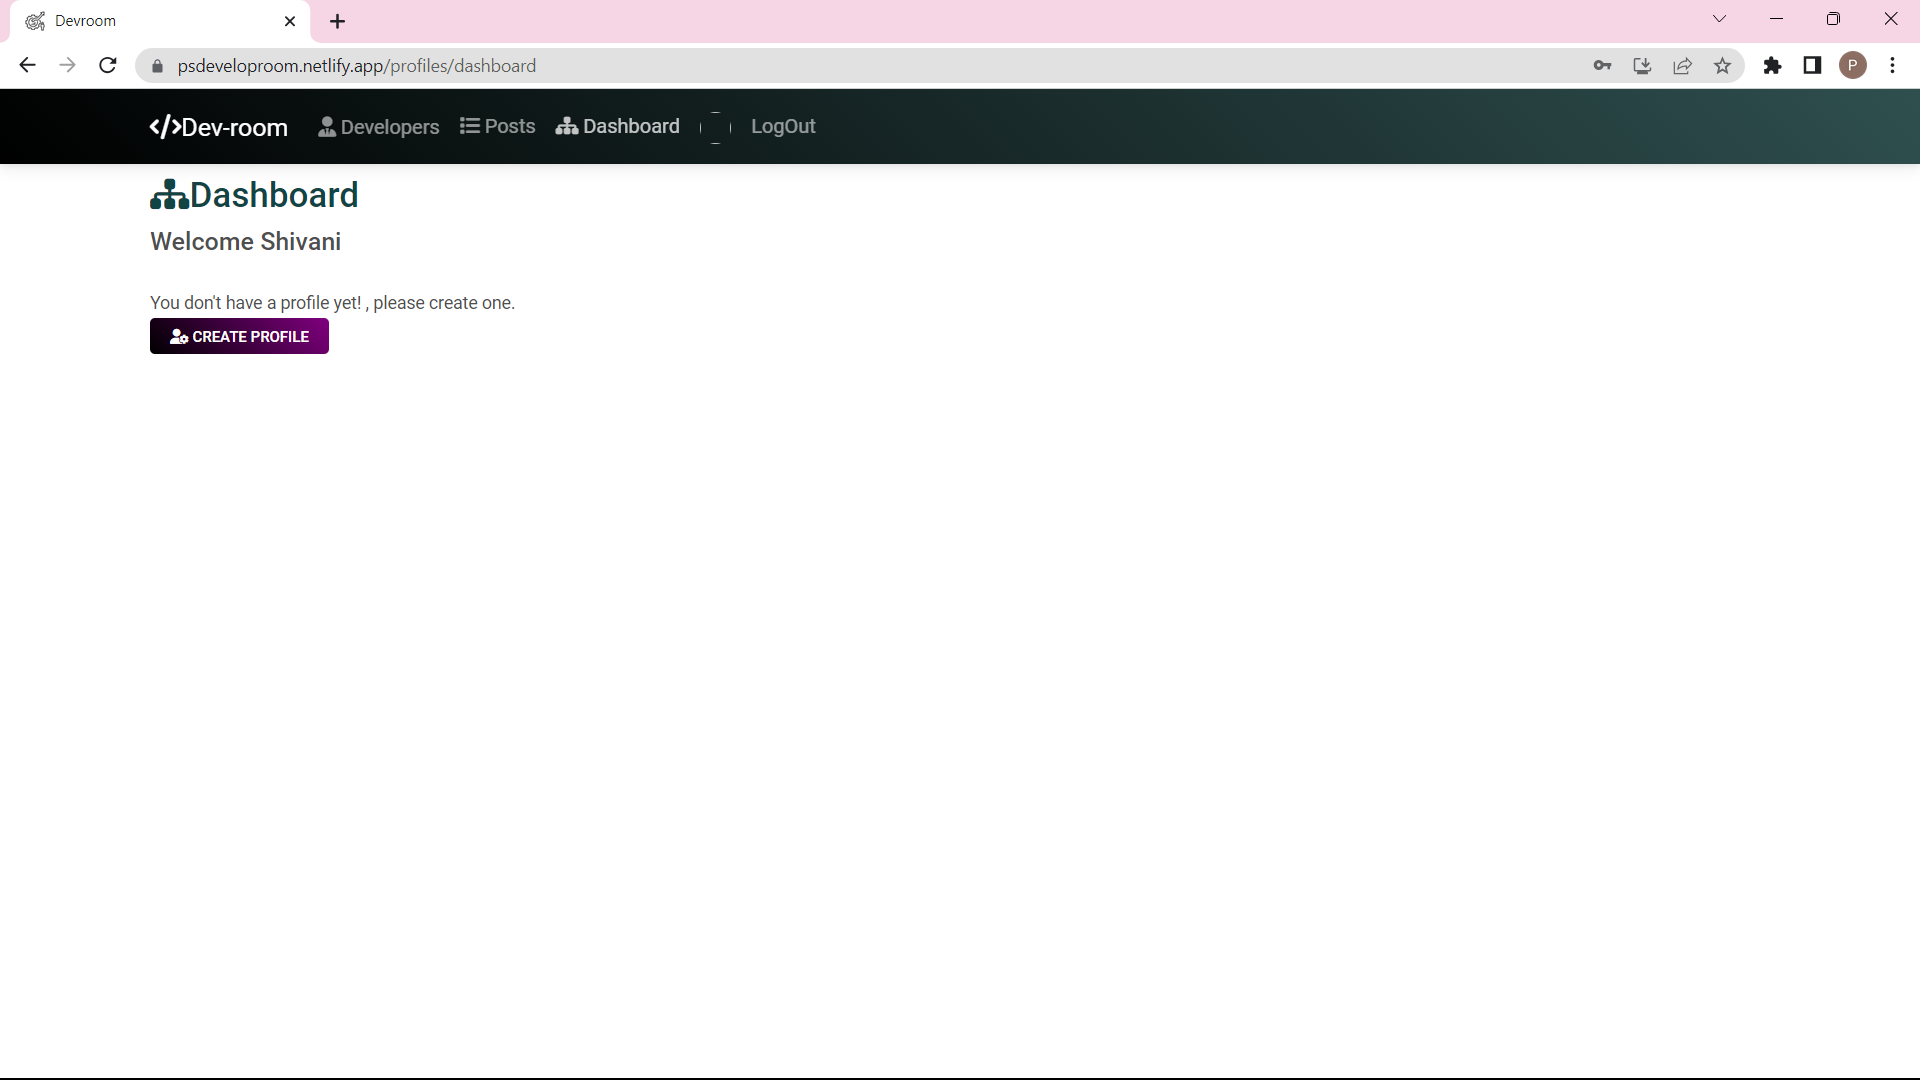 Devroom
psdeveloproom.netlify.app/profiles/dashboard
P
</>Dev-room Developers Posts Dashboard LogOut
Dashboard
Welcome Shivani
You don't have a profile yet! , please create one.
CREATE PROFILE